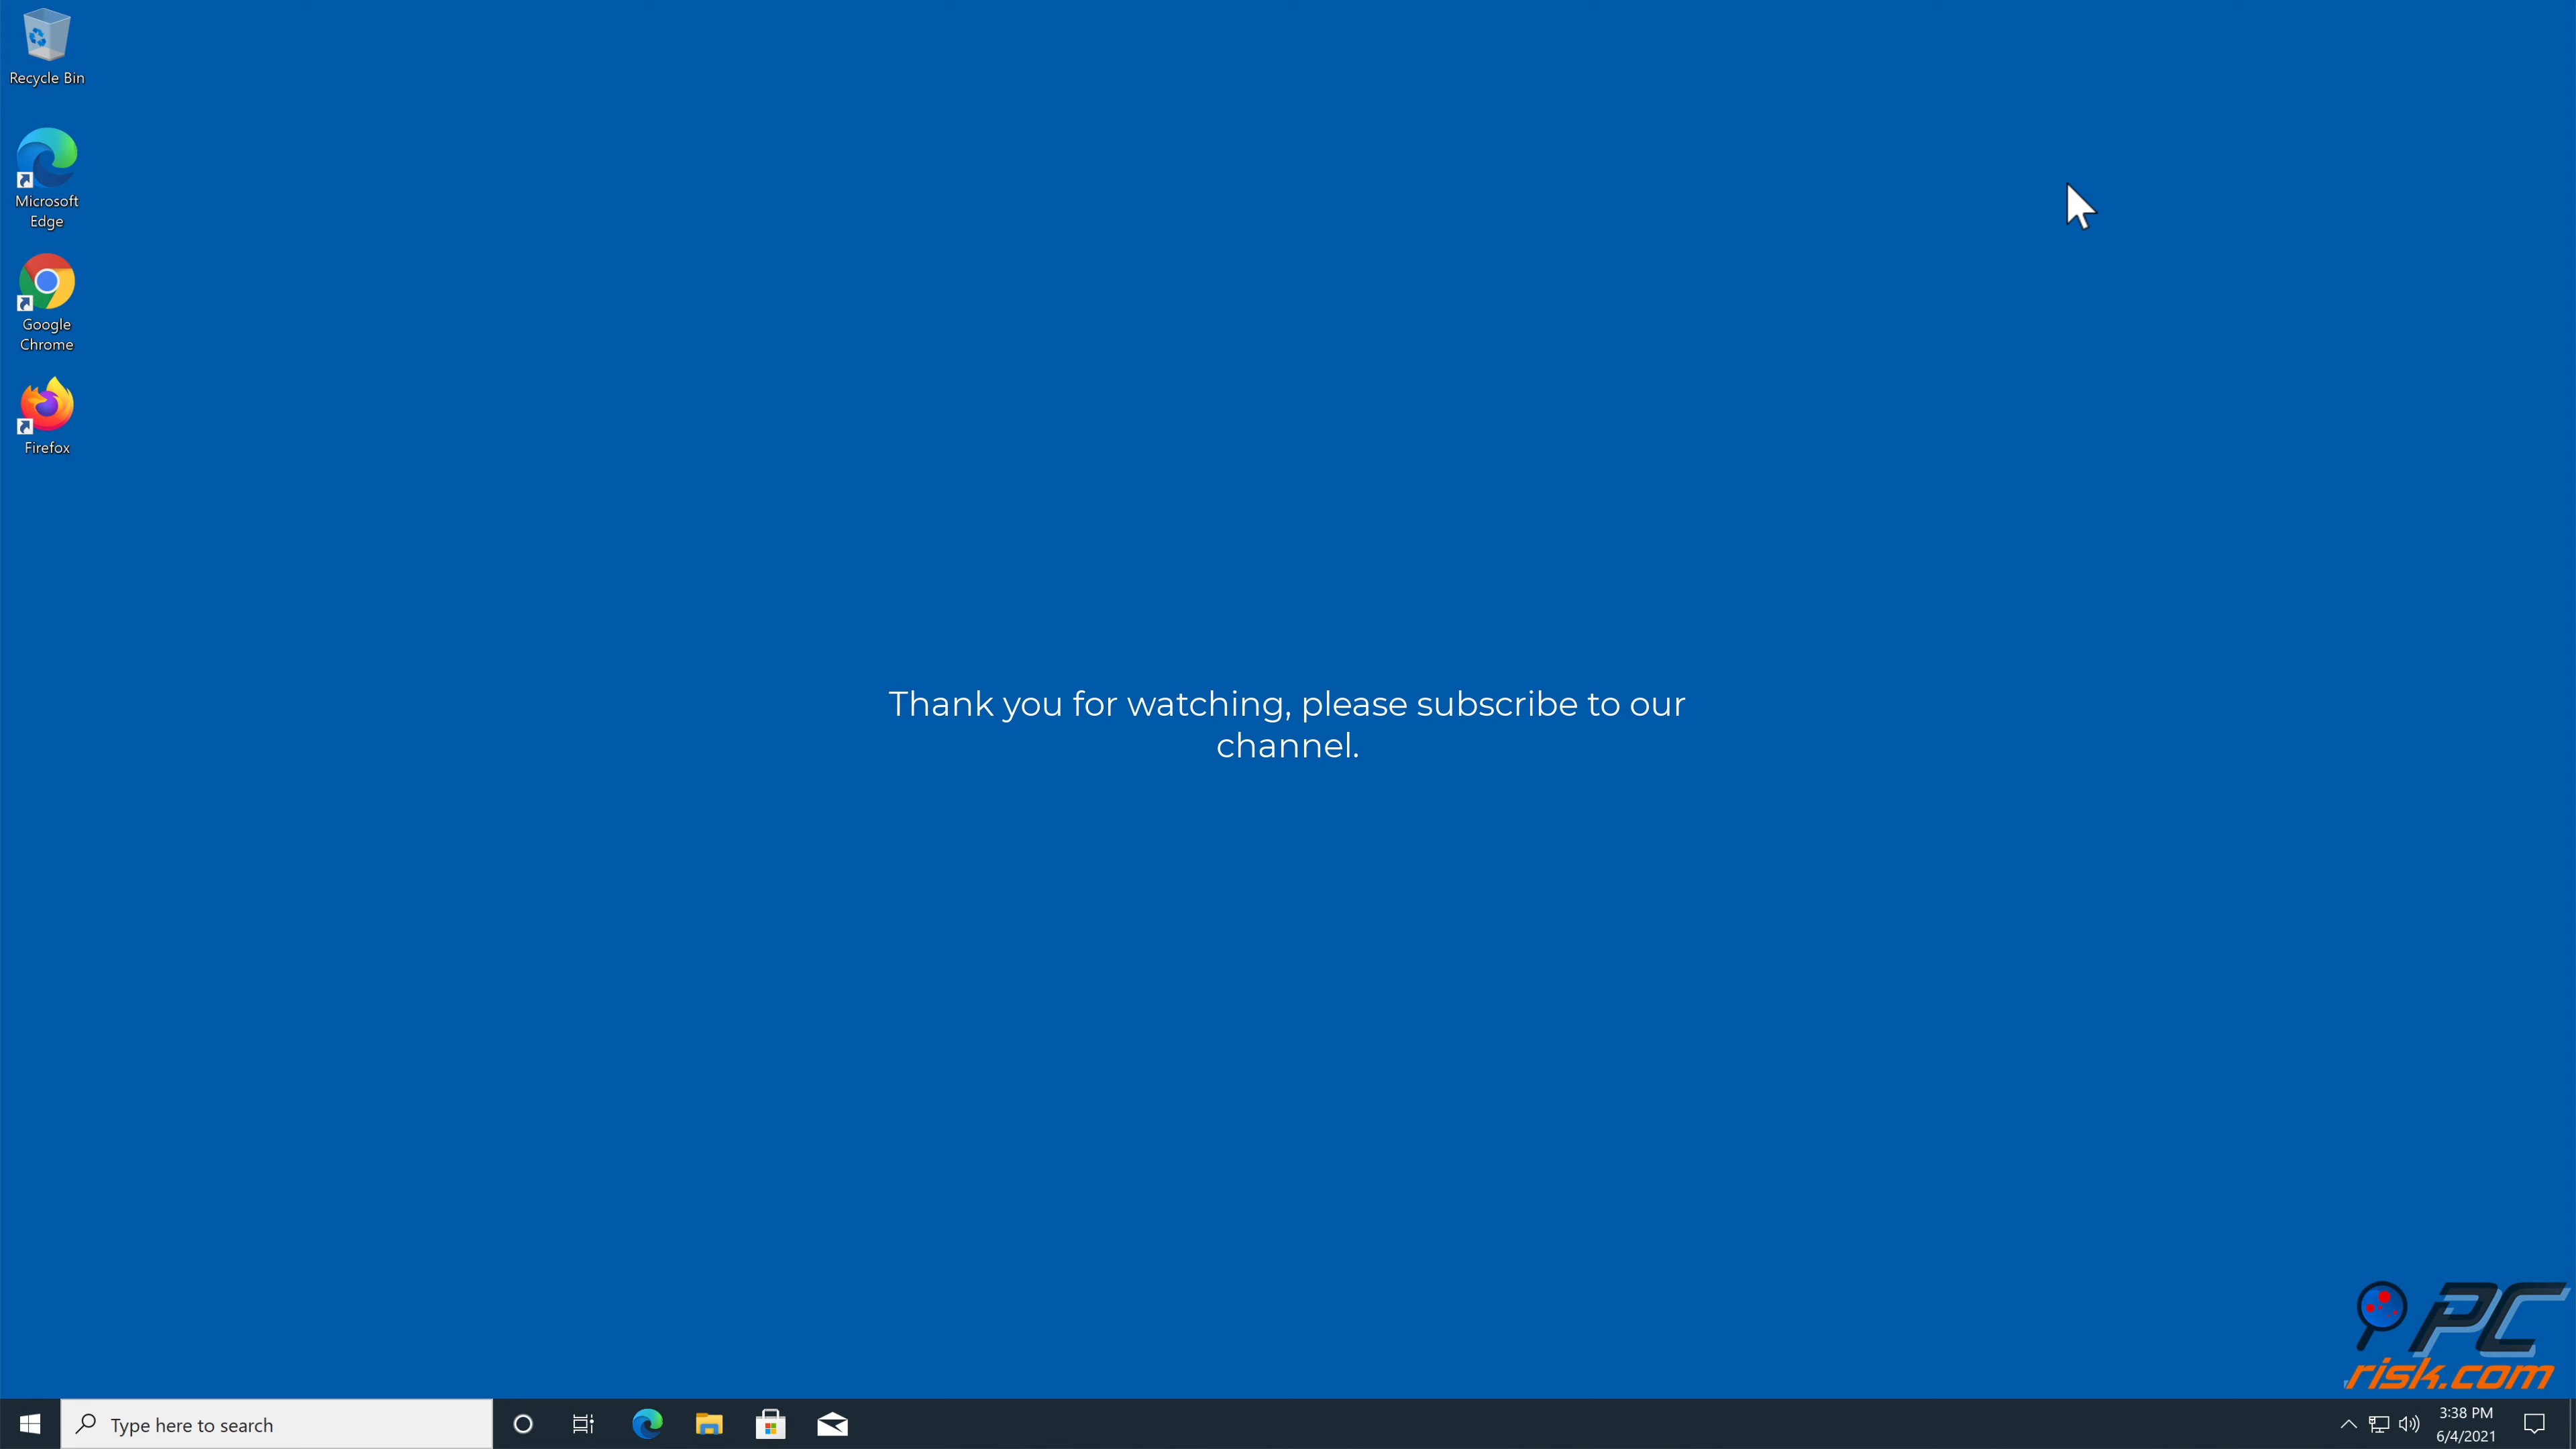 Recycle Bin
Microsoft
Edge
Google
Chrome
Firefox
Thank you for watching, please subscribe to our
channel.
PC
risk.com
Type here to search
3:38 PM
6/4/2021